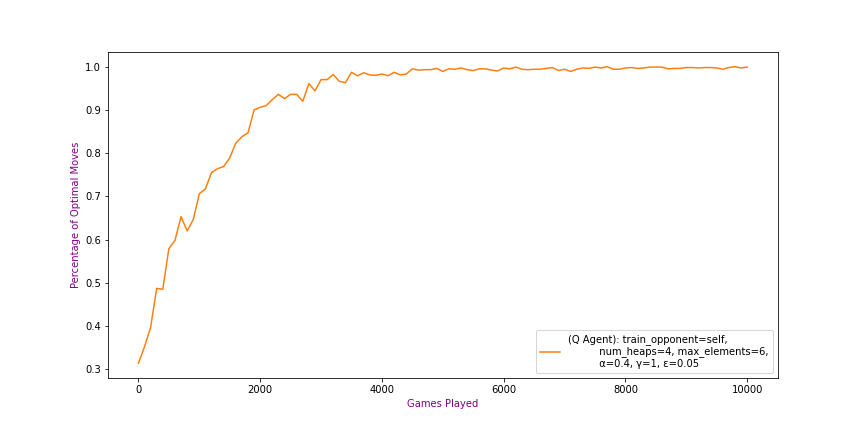 1.0
0.9
0.8
0.7
0.6
0.5
0.4
0.3
Percentage of Optimal Moves
0 2000 4000 6000 8000 10000
Games Played
(Q Agent): train_opponent=self,
num_heaps=4, max_elements=6,
α=0.4, γ=1, ε=0.05